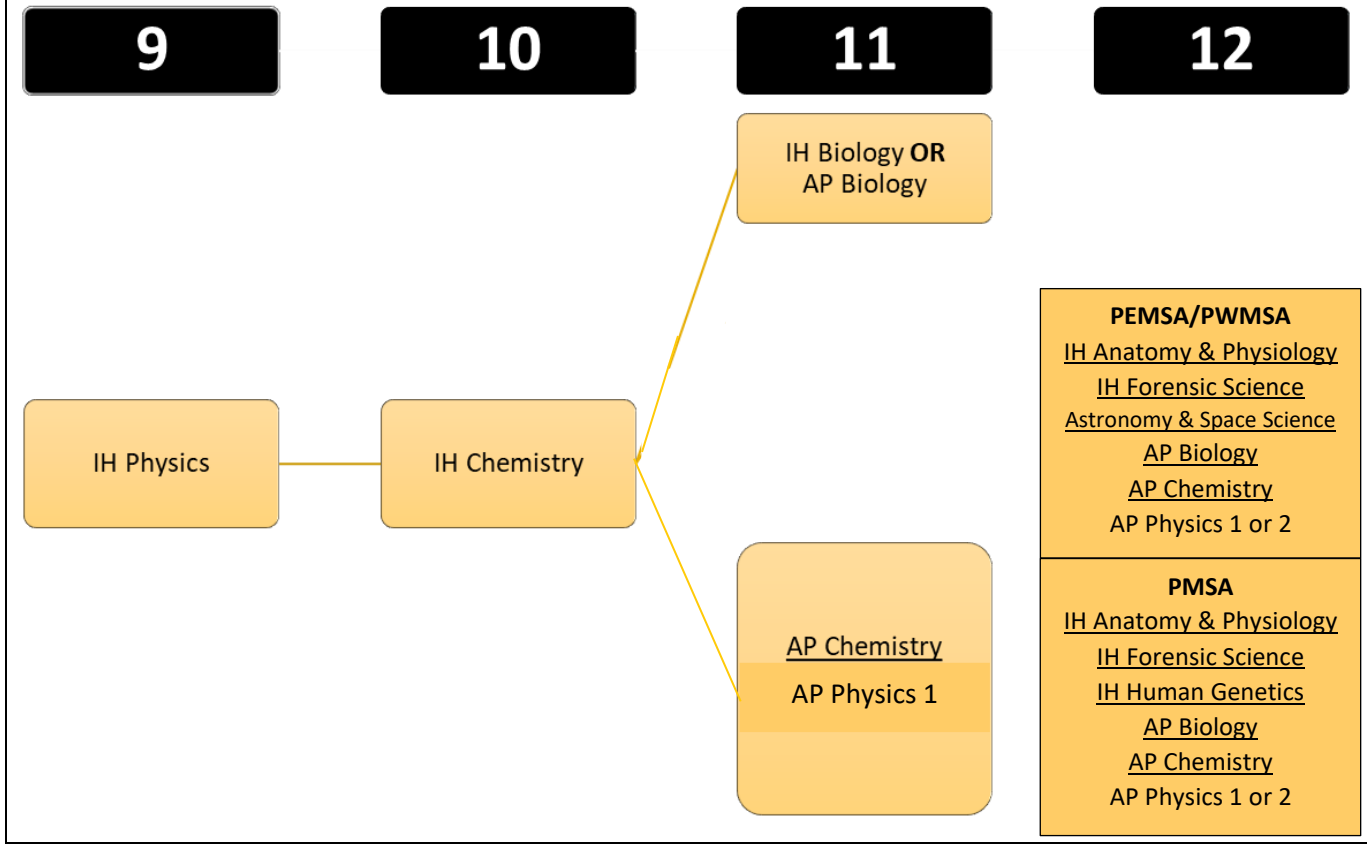 9
10
11
12
IH Biology OR
AP Biology
IH Physics
IH Chemistry
AP Chemistry
AP Physics 1
PEMSA/PWMSA
IH Anatomy & Physiology
IH Forensic Science
Astronomy & Space Science
AP Biology
AP Chemistry
AP Physics 1 or 2
PMSA
IH Anatomy & Physiology
IH Forensic Science
IH Human Genetics
AP Biology
AP Chemistry
AP Physics 1 or 2